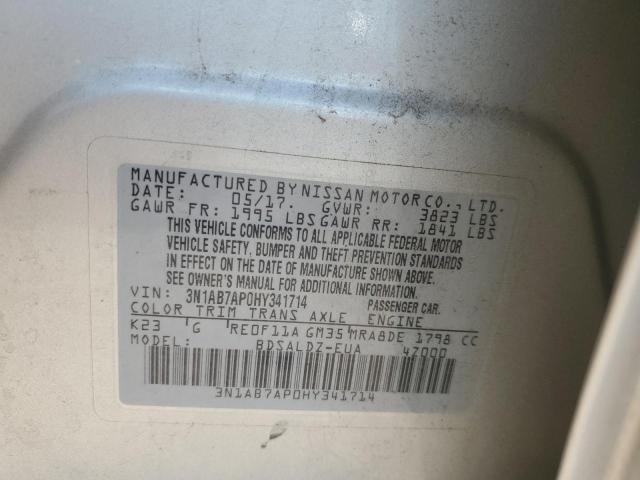 MANUFACTURED BY NISSAN MOTOR CO., LTD.
DATE: 05/17. GVWR: 3823 LBS
GAWR FR: 1995 LBS GAWR RR: 1841 LBS
THIS VEHICLE CONFORMS TO ALL APPLICABLE FEDERAL MOTOR
VEHICLE SAFETY, BUMPER AND THEFT PREVENTION STANDARDS
IN EFFECT ON THE DATE OF MANUFACTURE SHOWN ABOVE.
SEE OWNER'S MANUAL FOR ADDITIONAL INFORMATION.
VIN: 3N1AB7AP0HY341714 PASSENGER CAR.
COLOR TRIM TRANS AXLE ENGINE
K23 G RE0F11A GM35 MRA8DE 1798 CC
MODEL: BDSALDZ-EUA 4Z000
3N1AB7AP0HY341714